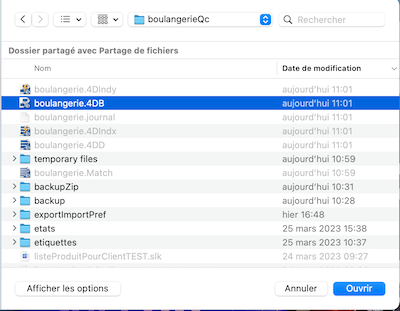 boulangerieQc
Rechercher
Dossier partagé avec Partage de fichiers
Nom Date de modification
boulangerie.4DIndy aujourd'hui 11:01
boulangerie.4DB aujourd'hui 11:01
boulangerie.journal aujourd'hui 11:01
boulangerie.4DIndx aujourd'hui 11:01
boulangerie.4DD aujourd'hui 11:01
temporary files aujourd'hui 10:59
boulangerie.Match aujourd'hui 10:59
backupZip aujourd'hui 10:31
backup aujourd'hui 10:28
exportImportPref hier 16:48
etats 25 mars 2023 15:38
etiquettes 25 mars 2023 10:37
listeProduitPourClientTEST.slk 24 mars 2023 09:27
Afficher les options Annuler Ouvrir